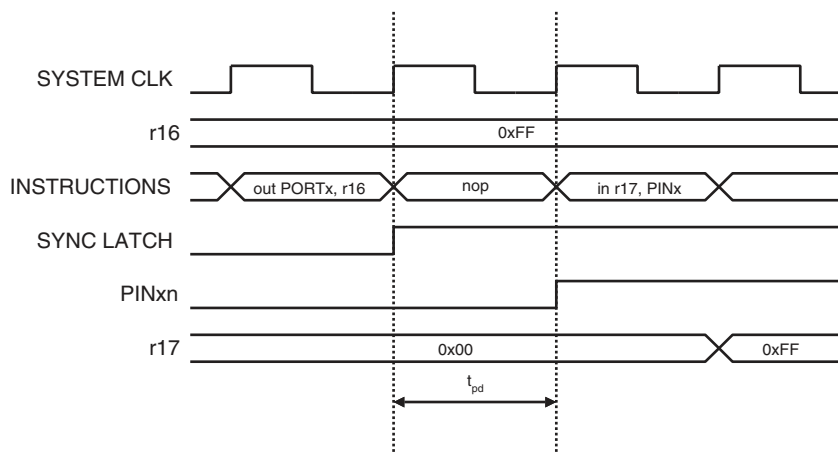 SYSTEM CLK
r16
0xFF
INSTRUCTIONS
out PORTx, r16
nop
in r17, PINx
SYNC LATCH
PINxn
r17
0x00
0xFF
tpd